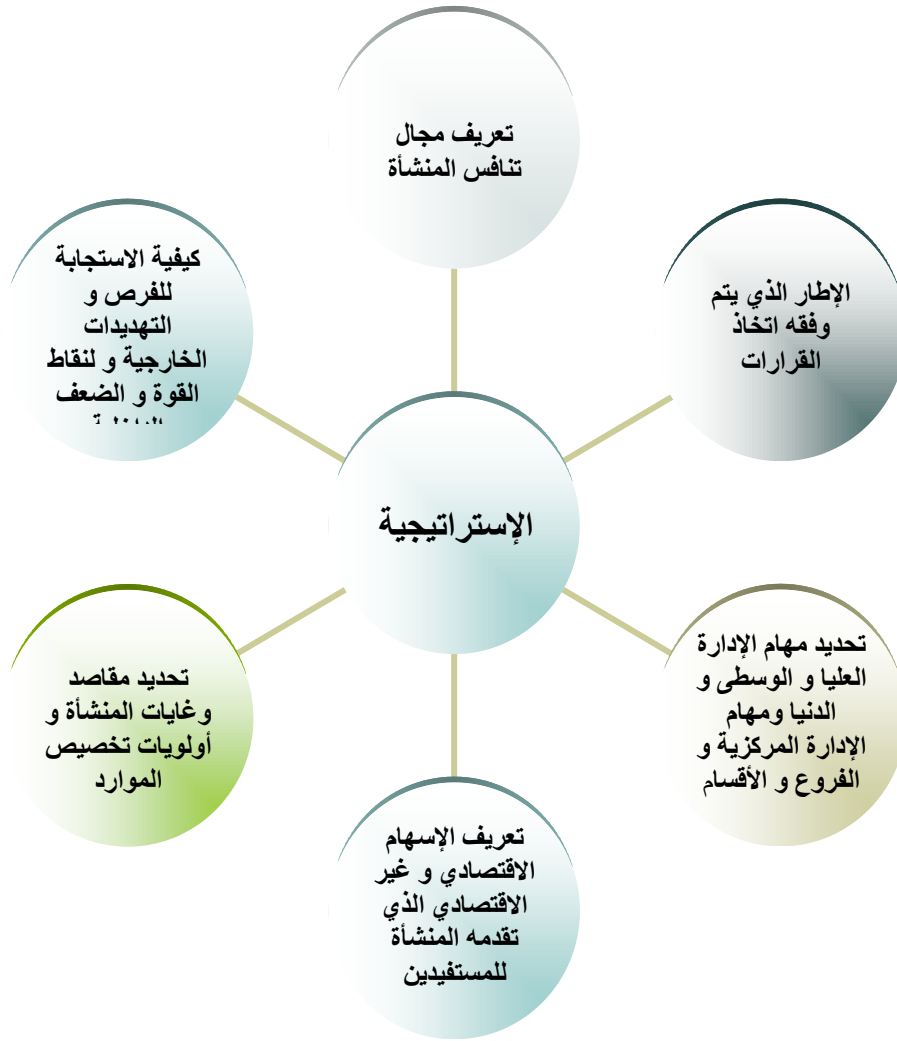 تعريف مجال
تنافس المنشأة
الإطار الذي يتم
وفقه اتخاذ
القرارات
تحديد مهام الإدارة
العليا و الوسطى و
الدنيا ومهام
الإدارة المركزية و
الفروع و الأقسام
تعريف الإسهام
الاقتصادي و غير
الاقتصادي الذي
تقدمه المنشأة
للمستفيدين
تحديد مقاصد
وغايات المنشأة و
أولويات تخصيص
الموارد
كيفية الاستجابة
للفرص و
التهديدات
الخارجية و لنقاط
القوة و الضعف
الإستراتيجية